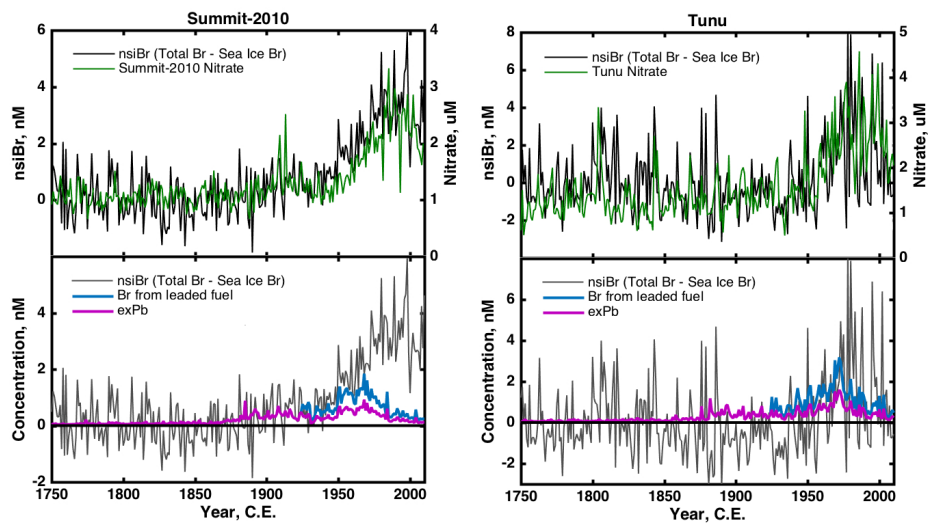 Summit-2010
6
4
2
0
nsiBr, nM
nsiBr (Total Br - Sea Ice Br)
Summit-2010 Nitrate
4
3
2
1
0
Nitrate, uM
Tunu
8
6
4
2
0
-2
nsiBr, nM
nsiBr (Total Br - Sea Ice Br)
Tunu Nitrate
5
4
3
2
1
0
Nitrate, uM
4
2
0
-2
Concentration, nM
nsiBr (Total Br - Sea Ice Br)
Br from leaded fuel
exPb
1750 1800 1850 1900 1950 2000
Year, C.E.
6
4
2
0
-2
Concentration, nM
nsiBr (Total Br - Sea Ice Br)
Br from leaded fuel
exPb
1750 1800 1850 1900 1950 2000
Year, C.E.